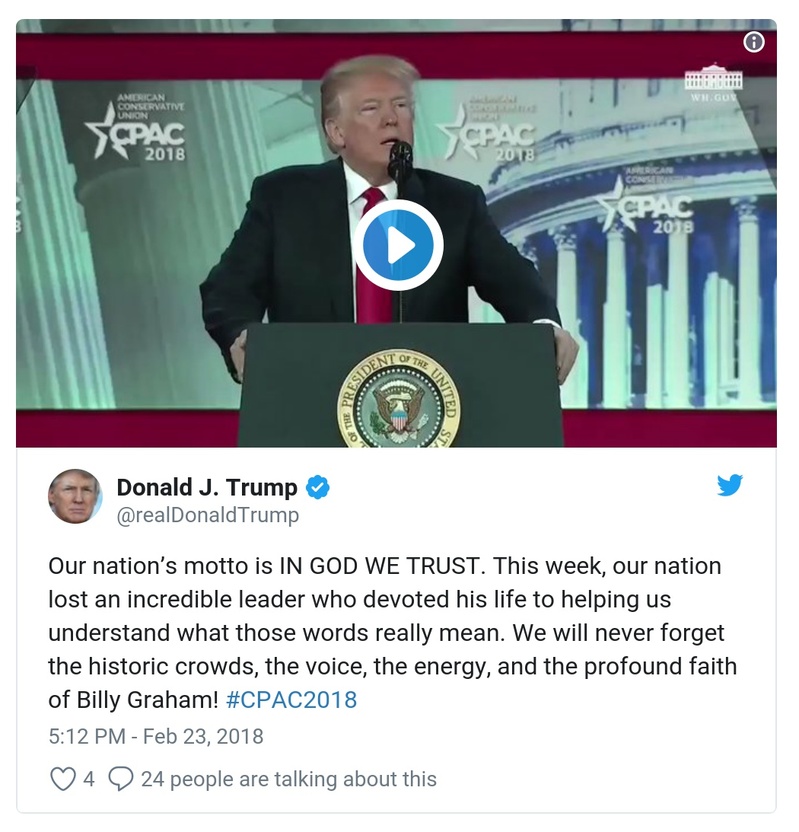 AMERICAN
CONSERVATIVE
UNION
CPAC
2018
AMERICAN
CONSERVATIVE
UNION
CPAC
2018
WH.GOV
AMERICAN
CPAC
2018
PRESIDENT OF THE UNITED STA
OF THE
Donald J. Trump
@realDonaldTrump
Our nation’s motto is IN GOD WE TRUST. This week, our nation
lost an incredible leader who devoted his life to helping us
understand what those words really mean. We will never forget
the historic crowds, the voice, the energy, and the profound faith
of Billy Graham! #CPAC2018
5:12 PM - Feb 23, 2018
4 24 people are talking about this